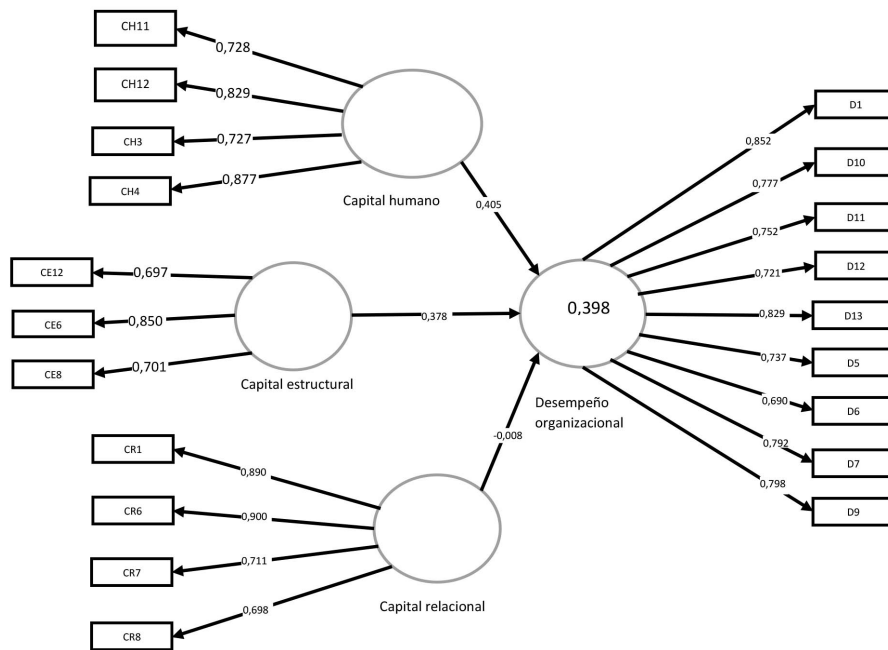 CH11
0,728
CH12
0,829
CH3
0,727
CH4
0,877
Capital humano
0,405
CE12
0,697
CE6
0,850
CE8
0,701
Capital estructural
0,378
CR1
0,890
CR6
0,900
CR7
0,711
CR8
0,698
Capital relacional
-0,008
0,398
Desempeño
organizacional
D1
0,852
D10
0,777
D11
0,752
D12
0,721
D13
0,829
D5
0,737
D6
0,690
D7
0,792
D9
0,798